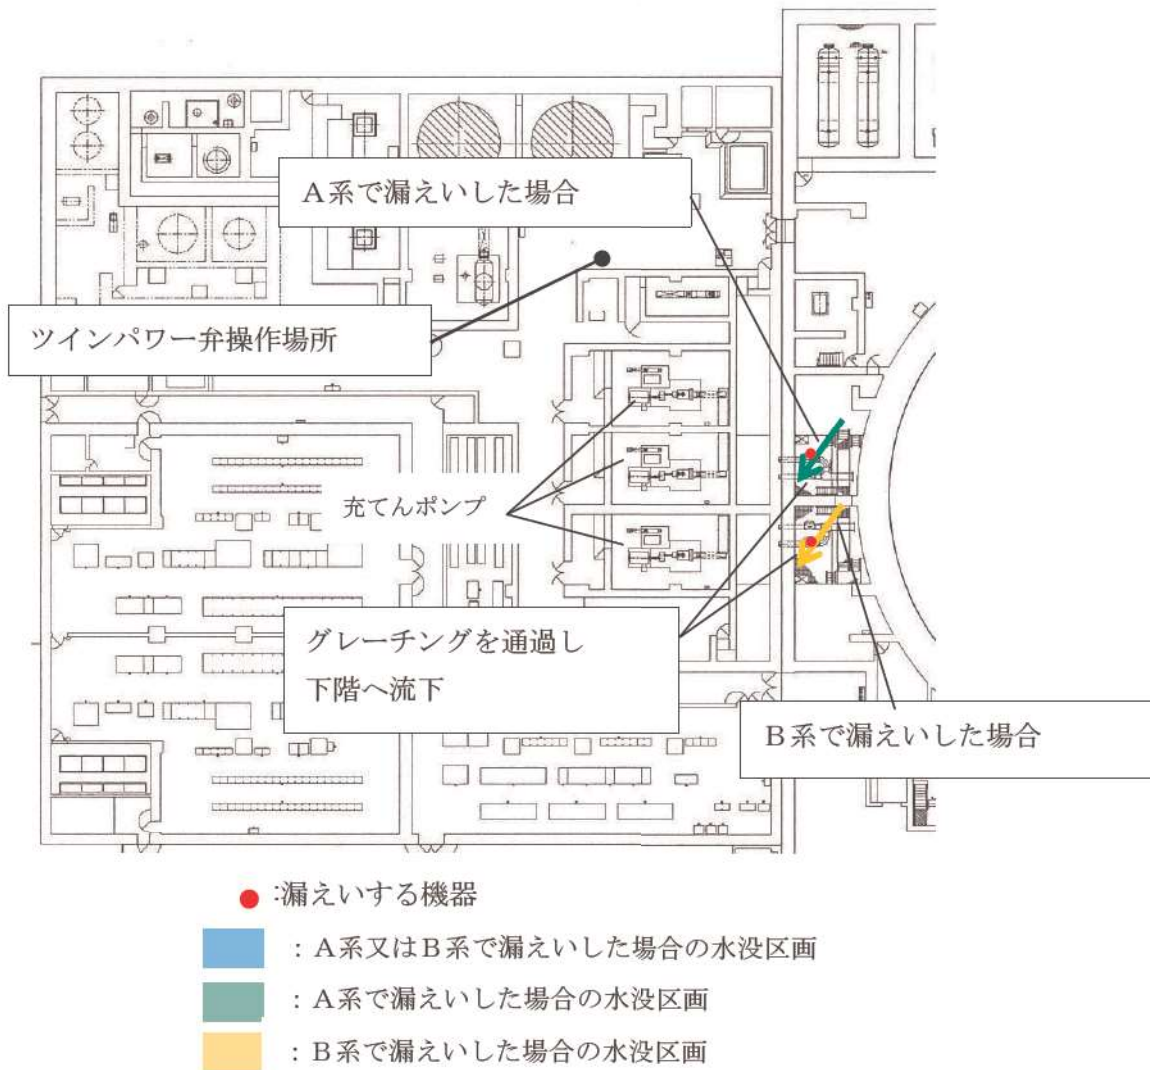 A系で漏えいした場合
ツインパワー弁操作場所
充てんポンプ
グレーチングを通過し
下階へ流下
B系で漏えいした場合
:漏えいする機器
：A系又はB系で漏えいした場合の水没区画
：A系で漏えいした場合の水没区画
：B系で漏えいした場合の水没区画